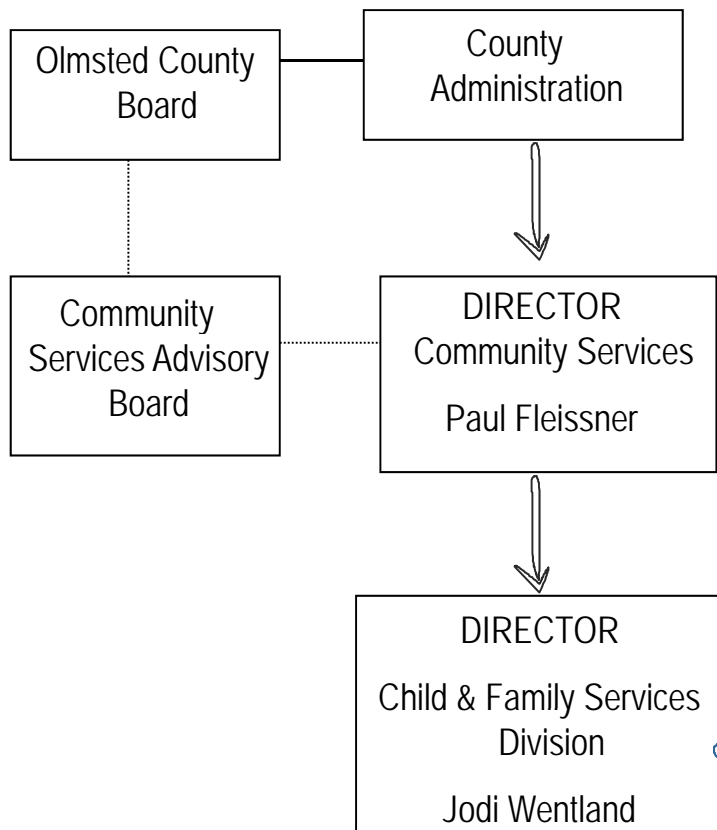 Olmsted County
Board
County
Administration
Community
Services Advisory
Board
DIRECTOR
Community Services
Paul Fleissner
DIRECTOR
Child & Family Services
Division
Jodi Wentland